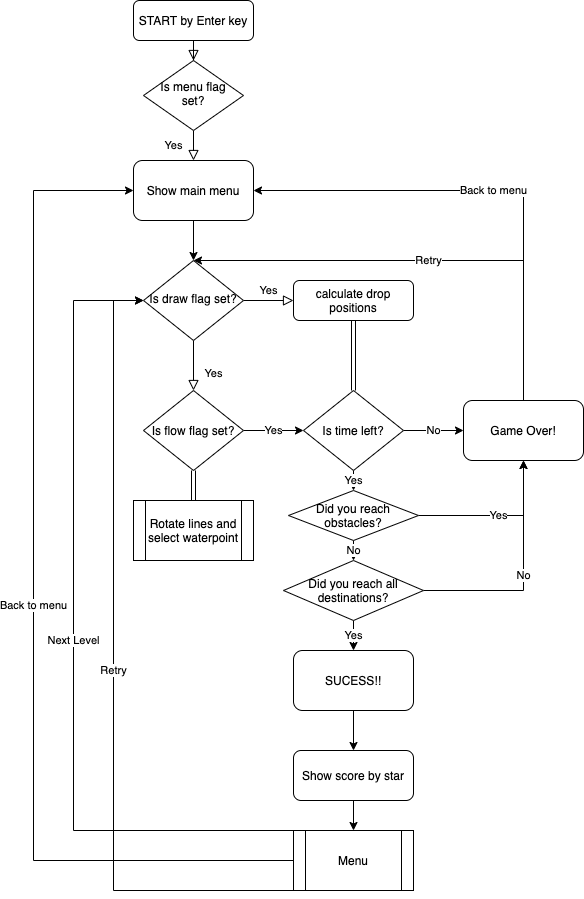 START by Enter key
Is menu flag
set?
Yes
Show main menu
Back to menu
Retry
Is draw flag set?
Yes
calculate drop
positions
Yes
Is flow flag set?
Yes
Is time left?
No
Game Over!
Yes
Rotate lines and
select waterpoint
Did you reach
obstacles?
Yes
No
Did you reach all
destinations?
No
Back to menu
Yes
Next Level
Retry
SUCESS!!
Show score by star
Menu